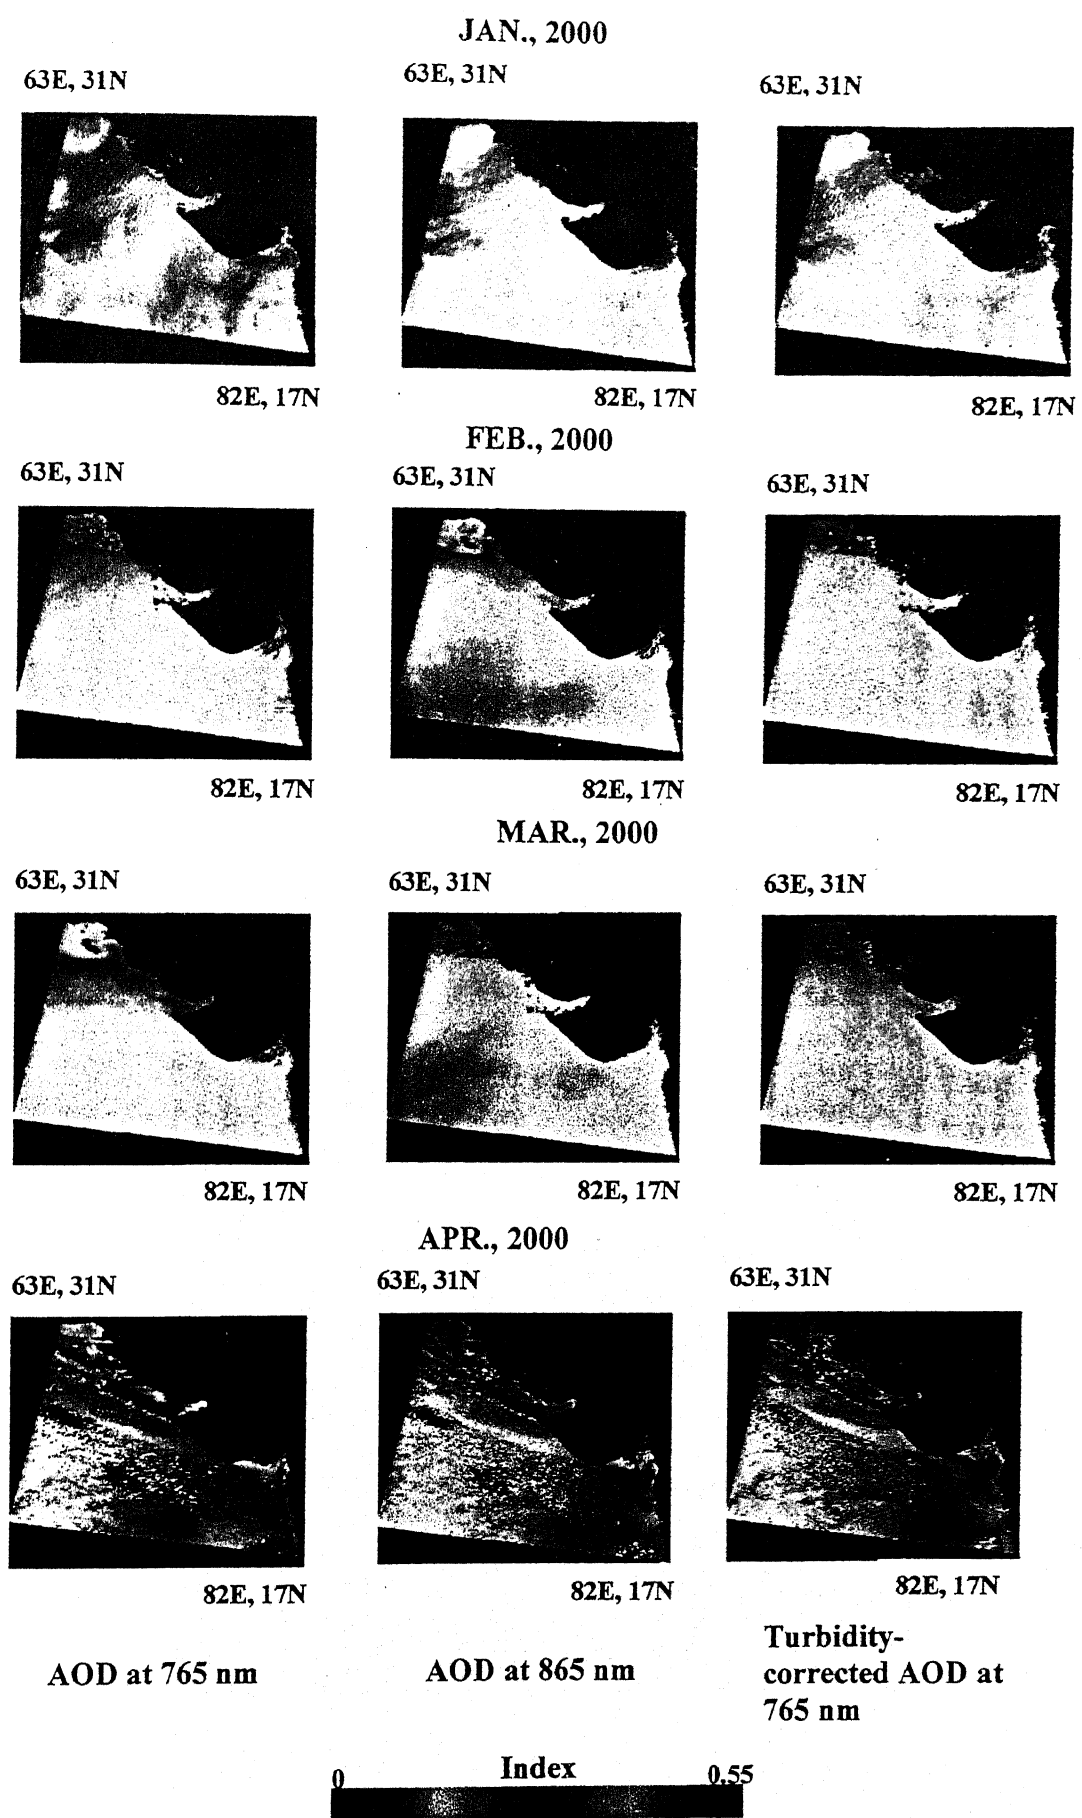 JAN., 2000
63E, 31N 63E, 31N 63E, 31N
82E, 17N 82E, 17N 82E, 17N
FEB., 2000
63E, 31N 63E, 31N 63E, 31N
82E, 17N 82E, 17N 82E, 17N
MAR., 2000
63E, 31N 63E, 31N 63E, 31N
82E, 17N 82E, 17N 82E, 17N
APR., 2000
63E, 31N 63E, 31N 63E, 31N
82E, 17N 82E, 17N 82E, 17N
AOD at 765 nm
AOD at 865 nm
Turbidity-
corrected AOD at
765 nm
Index
0 0.55